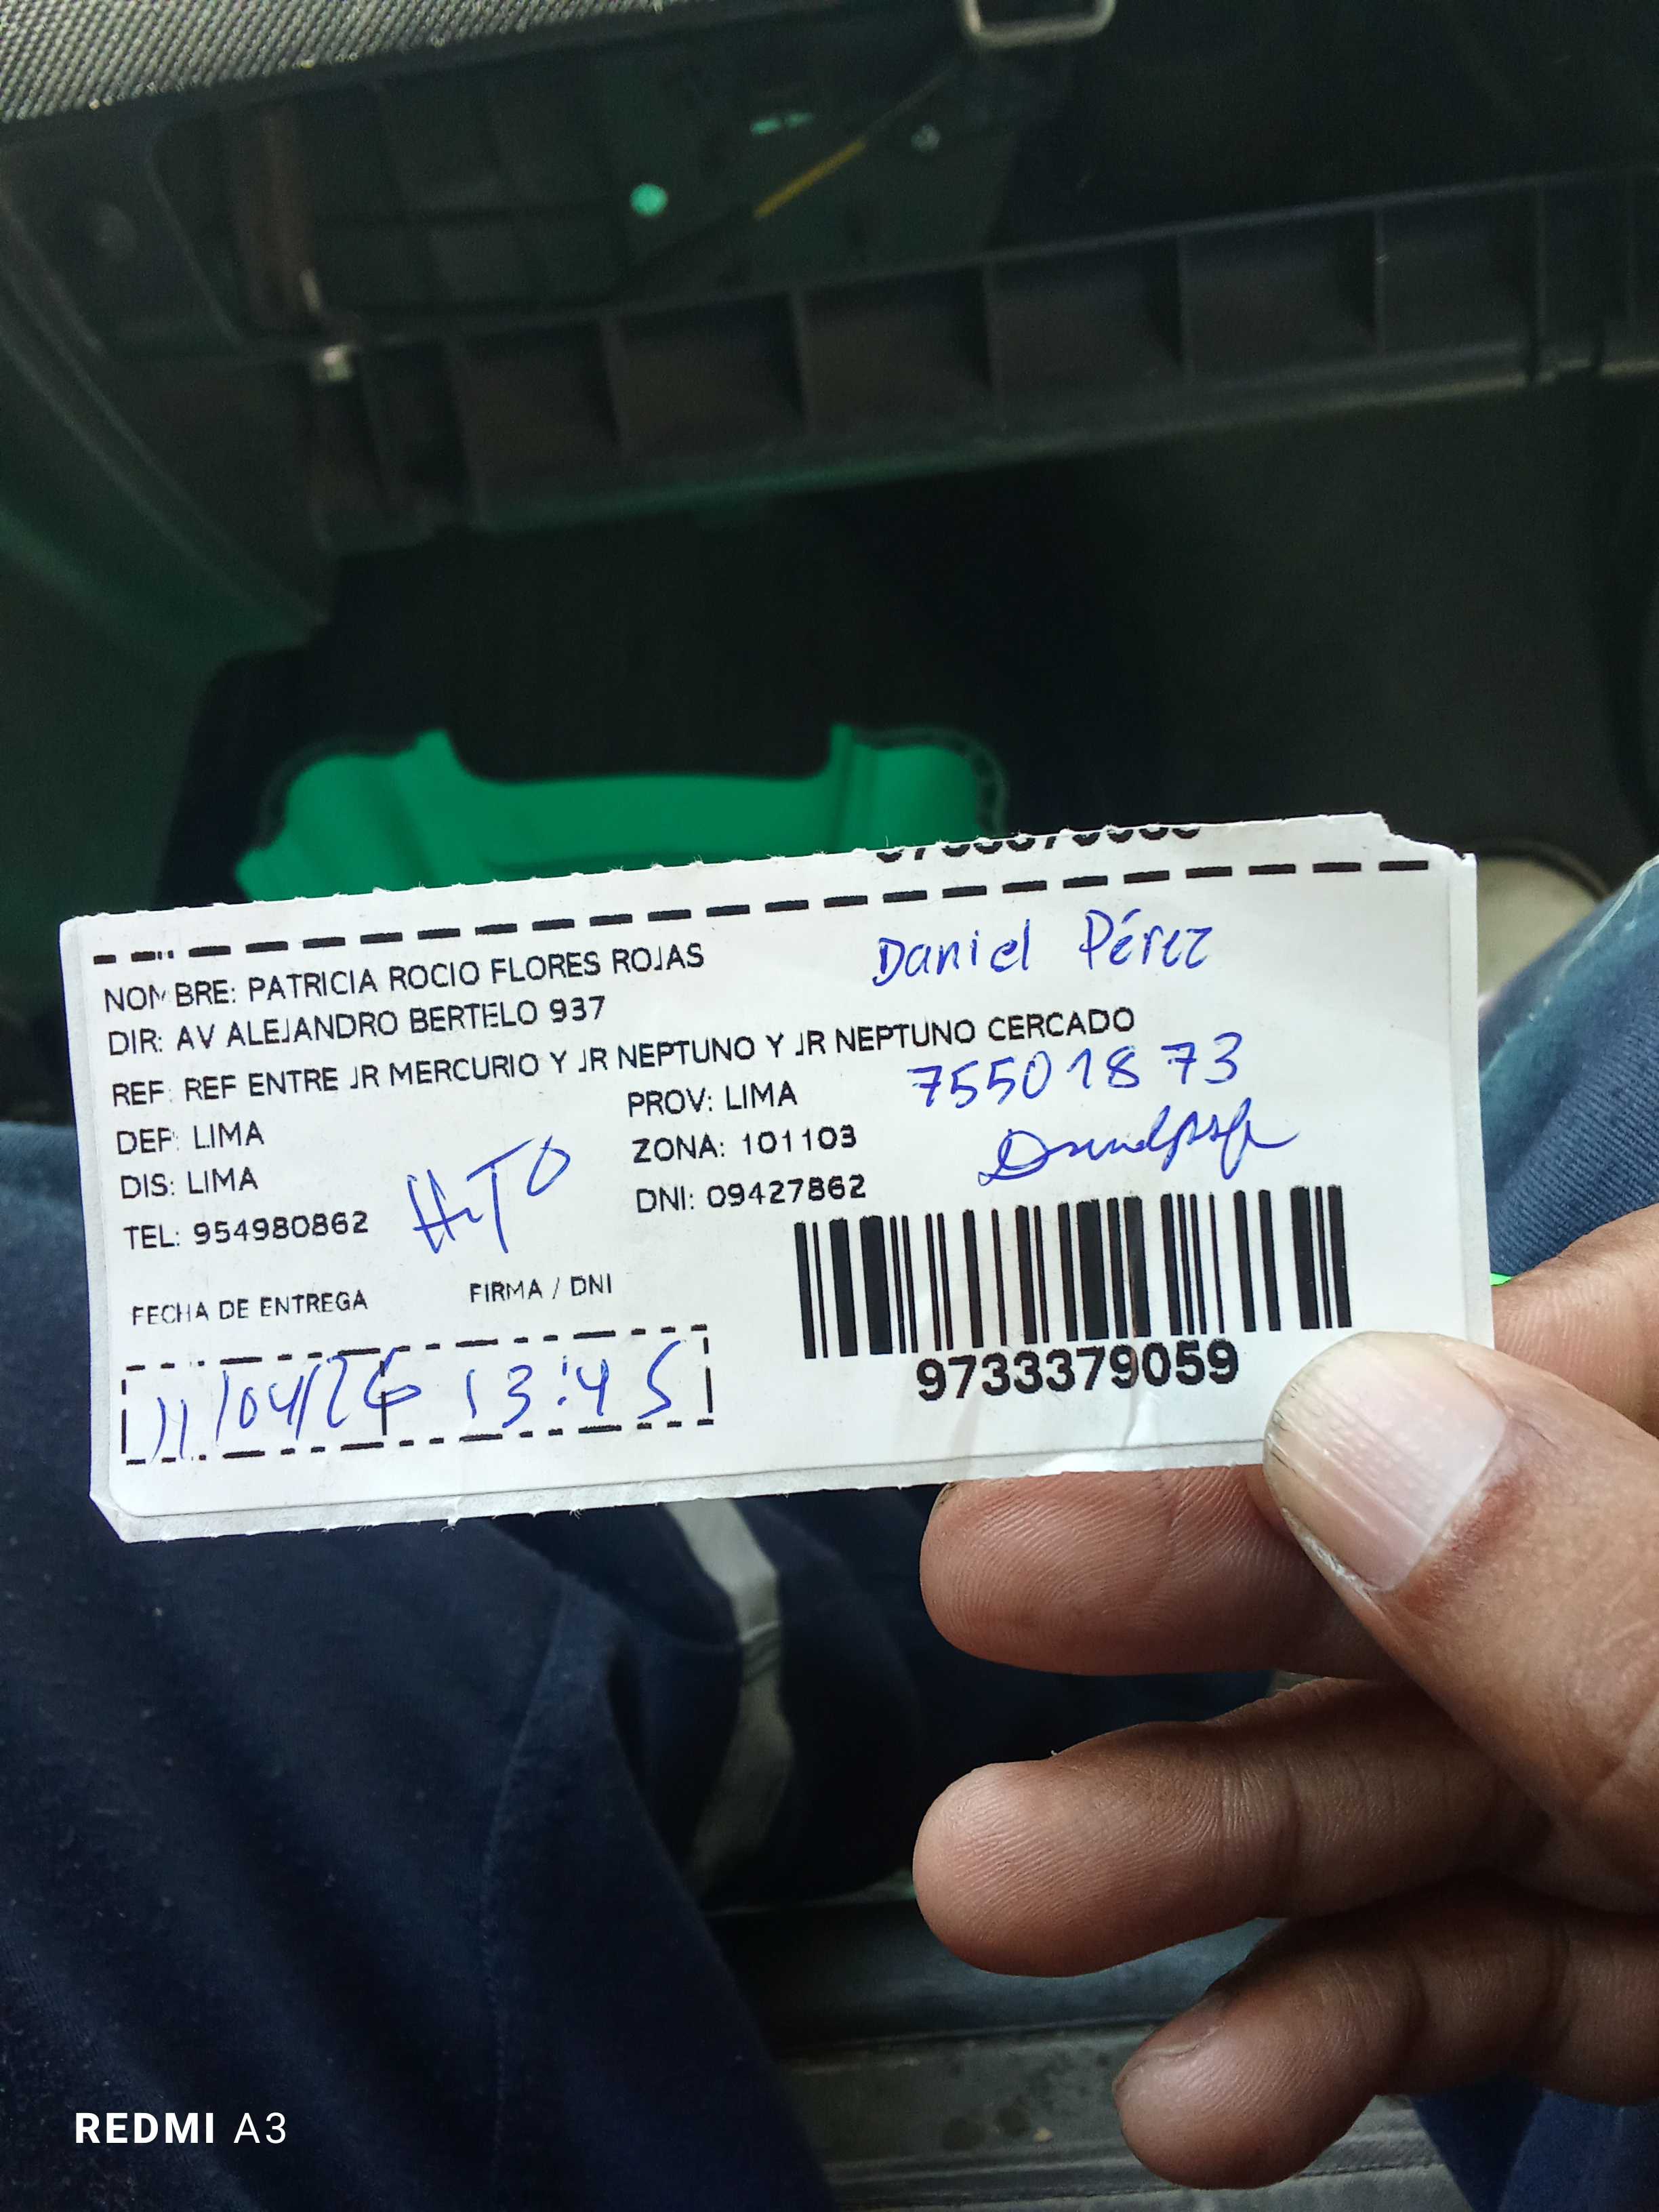 NOMBRE: PATRICIA ROCIO FLORES ROJAS
Daniel Pérez
DIR: AV ALEJANDRO BERTELO 937
REF: REF ENTRE JR MERCURIO Y JR NEPTUNO Y JR NEPTUNO CERCADO
75501873
DEP: LIMA PROV: LIMA
DIS: LIMA ZONA: 101103
TEL: 954980862 DNI: 09427862
FECHA DE ENTREGA FIRMA / DNI
11/04/26 13:45
9733379059
REDMI A3